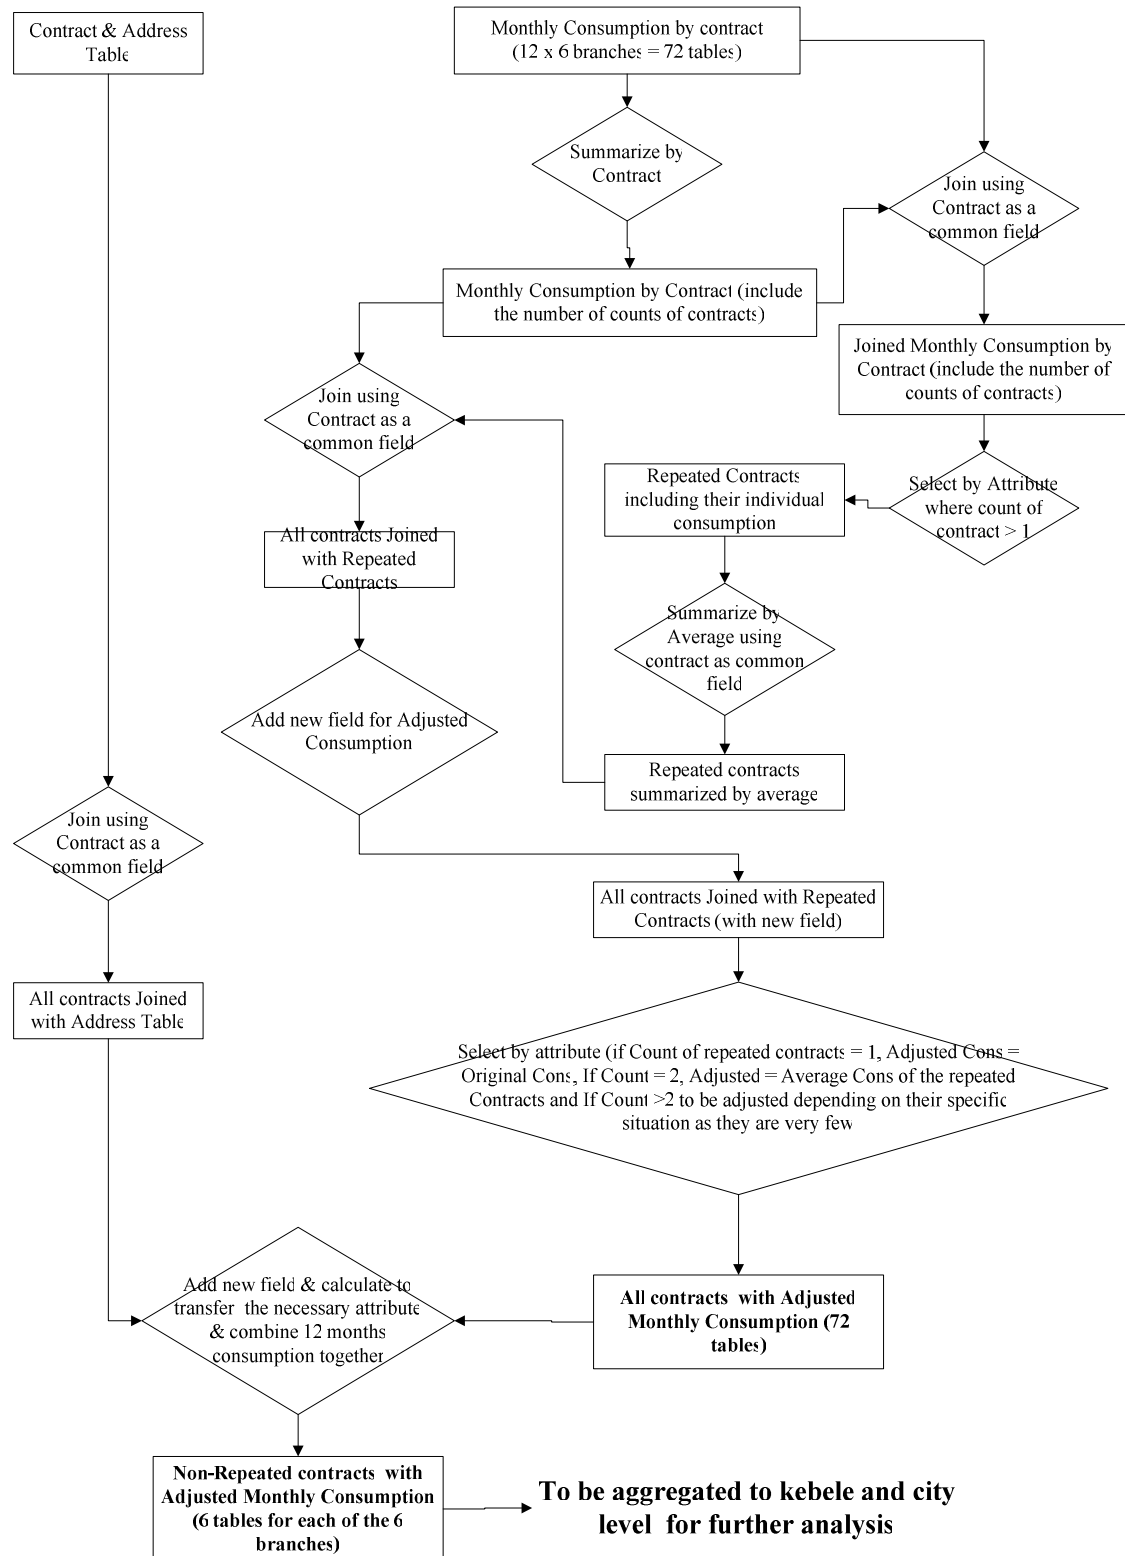 Contract & Address
Table
Monthly Consumption by contract
(12 x 6 branches = 72 tables)
Summarize by
Contract
Join using
Contract as a
common field
Monthly Consumption by Contract (include
the number of counts of contracts)
Joined Monthly Consumption by
Contract (include the number of
counts of contracts)
Join using
Contract as a
common field
Select by Attribute
where count of
contract > 1
Repeated Contracts
including their individual
consumption
All contracts Joined
with Repeated
Contracts
Summarize by
Average using
contract as common
field
Add new field for Adjusted
Consumption
Repeated contracts
summarized by average
Join using
Contract as a
common field
All contracts Joined with Repeated
Contracts (with new field)
All contracts Joined
with Address Table
Select by attribute (if Count of repeated contracts = 1, Adjusted Cons =
Original Cons, If Count = 2, Adjusted = Average Cons of the repeated
Contracts and If Count >2 to be adjusted depending on their specific
situation as they are very few
Add new field & calculate to
transfer the necessary attribute
& combine 12 months
consumption together
All contracts with Adjusted
Monthly Consumption (72
tables)
Non-Repeated contracts with
Adjusted Monthly Consumption
(6 tables for each of the 6
branches)
To be aggregated to kebele and city
level for further analysis